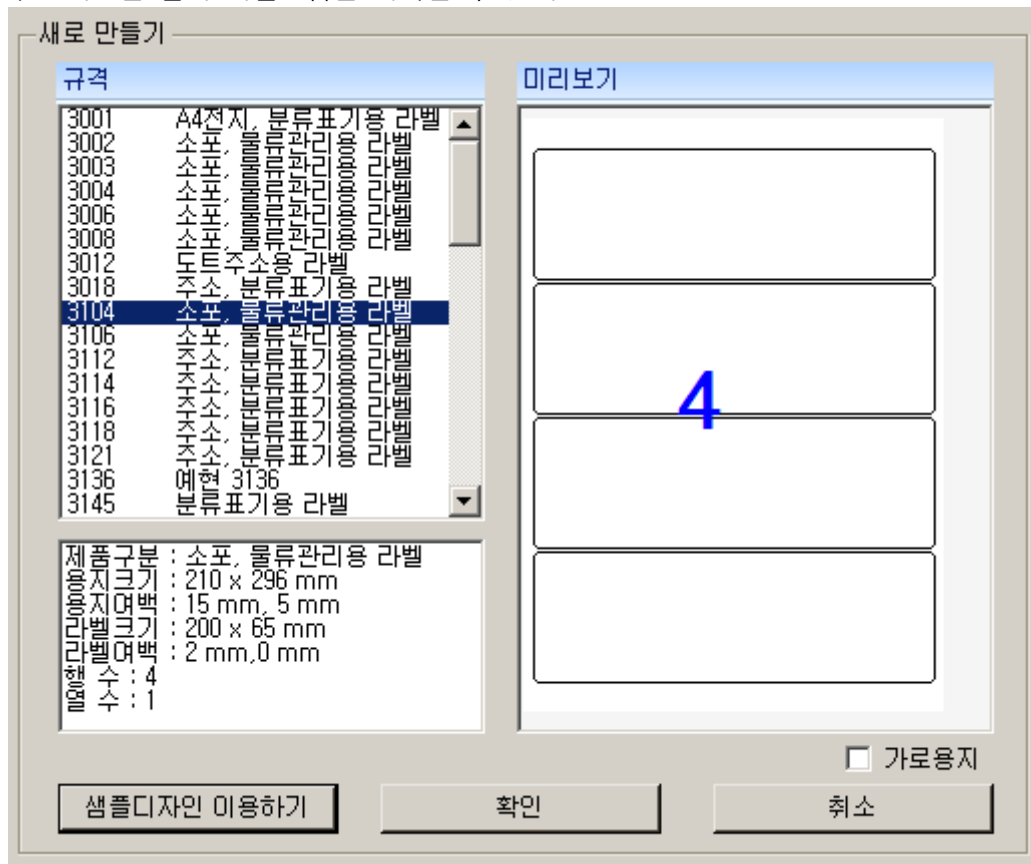 새로 만들기
규격
미리보기
3001 A4전지, 분류표기용 라벨
3002 소포, 물류관리용 라벨
3003 소포, 물류관리용 라벨
3004 소포, 물류관리용 라벨
3006 소포, 물류관리용 라벨
3008 소포, 물류관리용 라벨
3012 도트주소용 라벨
3018 주소, 분류표기용 라벨
3104 소포, 물류관리용 라벨
3106 소포, 물류관리용 라벨
3112 주소, 분류표기용 라벨
3114 주소, 분류표기용 라벨
3116 주소, 분류표기용 라벨
3118 주소, 분류표기용 라벨
3121 주소, 분류표기용 라벨
3136 예현 3136
3145 분류표기용 라벨
4
제품구분 : 소포, 물류관리용 라벨
용지크기 : 210 x 296 mm
용지여백 : 15 mm, 5 mm
라벨크기 : 200 x 65 mm
라벨여백 : 2 mm,0 mm
행 수 : 4
열 수 : 1
가로용지
샘플디자인 이용하기
확인
취소